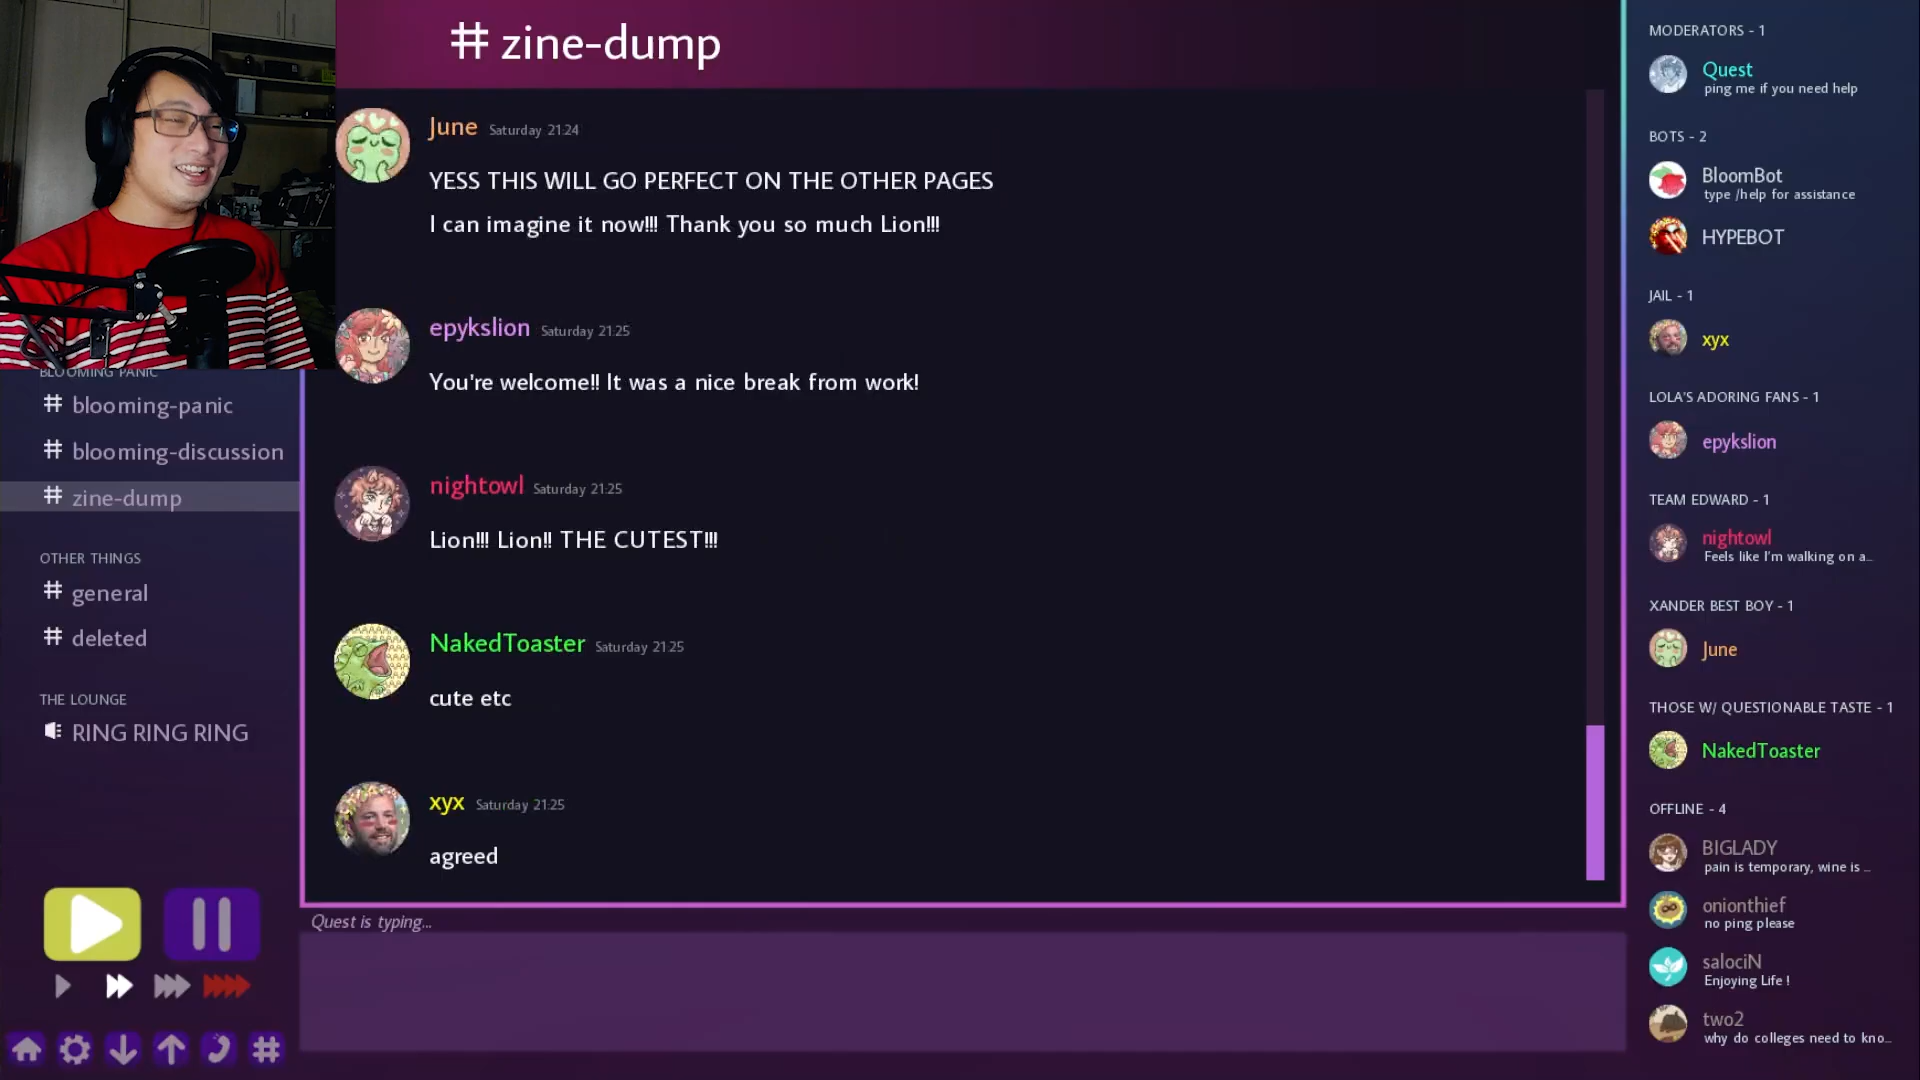 # zine-dump
June Saturday 21:24
YESS THIS WILL GO PERFECT ON THE OTHER PAGES
I can imagine it now!!! Thank you so much Lion!!!
epykslion Saturday 21:25
You're welcome!! It was a nice break from work!
nightowl Saturday 21:25
Lion!!! Lion!! THE CUTEST!!!
NakedToaster Saturday 21:25
cute etc
xyx Saturday 21:25
agreed
Quest is typing...
BLOOMING PANIC
# blooming-panic
# blooming-discussion
# zine-dump
OTHER THINGS
# general
# deleted
THE LOUNGE
RING RING RING
MODERATORS - 1
Quest
ping me if you need help
BOTS - 2
BloomBot
type /help for assistance
HYPEBOT
JAIL - 1
xyx
LOLA'S ADORING FANS - 1
epykslion
TEAM EDWARD - 1
nightowl
Feels like I'm walking on a...
XANDER BEST BOY - 1
June
THOSE W/ QUESTIONABLE TASTE - 1
NakedToaster
OFFLINE - 4
BIGLADY
pain is temporary, wine is ...
onionthief
no ping please
salociN
Enjoying Life !
two2
why do colleges need to kno...